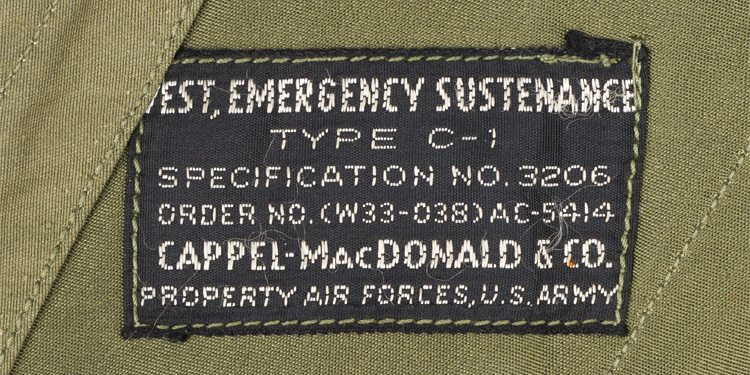 VEST, EMERGENCY SUSTENANCE
TYPE C-1
SPECIFICATION NO. 3206
ORDER NO. (W33-038) AC-5414
CAPPEL-MACDONALD & CO.
PROPERTY AIR FORCES, U.S. ARMY